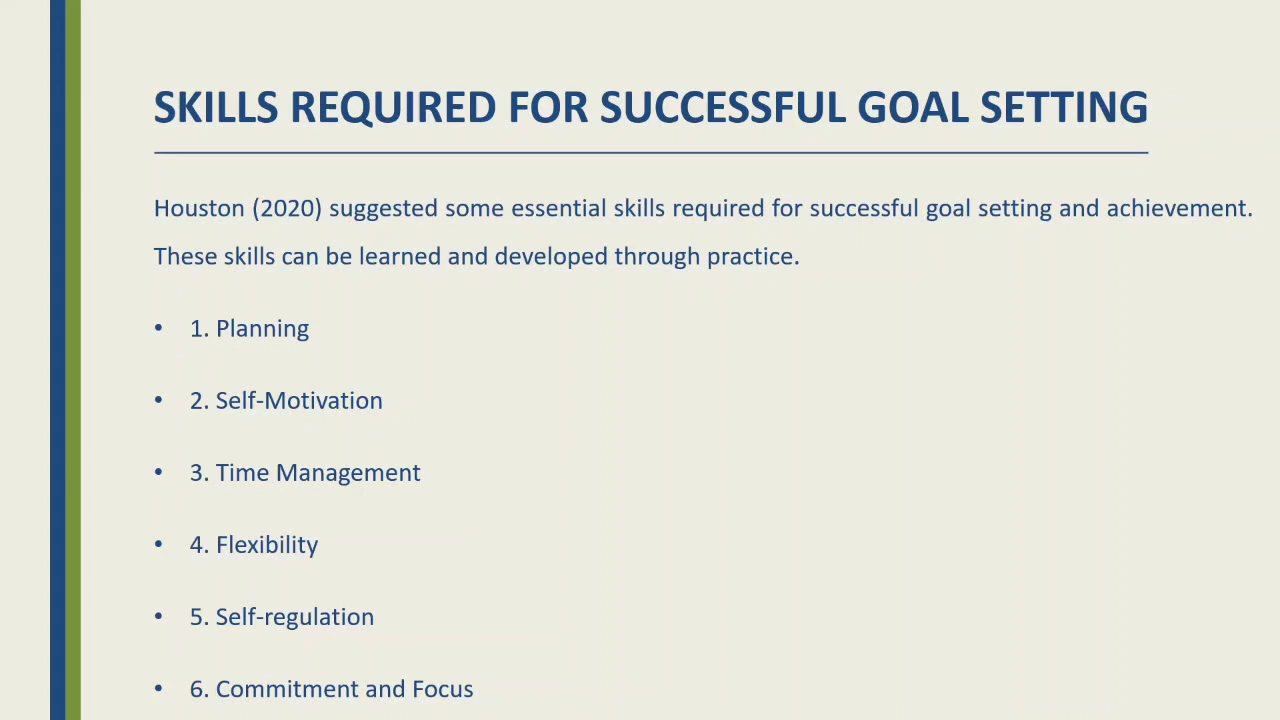 SKILLS REQUIRED FOR SUCCESSFUL GOAL SETTING
Houston (2020) suggested some essential skills required for successful goal setting and achievement.
These skills can be learned and developed through practice.
• 1. Planning
• 2. Self-Motivation
• 3. Time Management
• 4. Flexibility
• 5. Self-regulation
• 6. Commitment and Focus